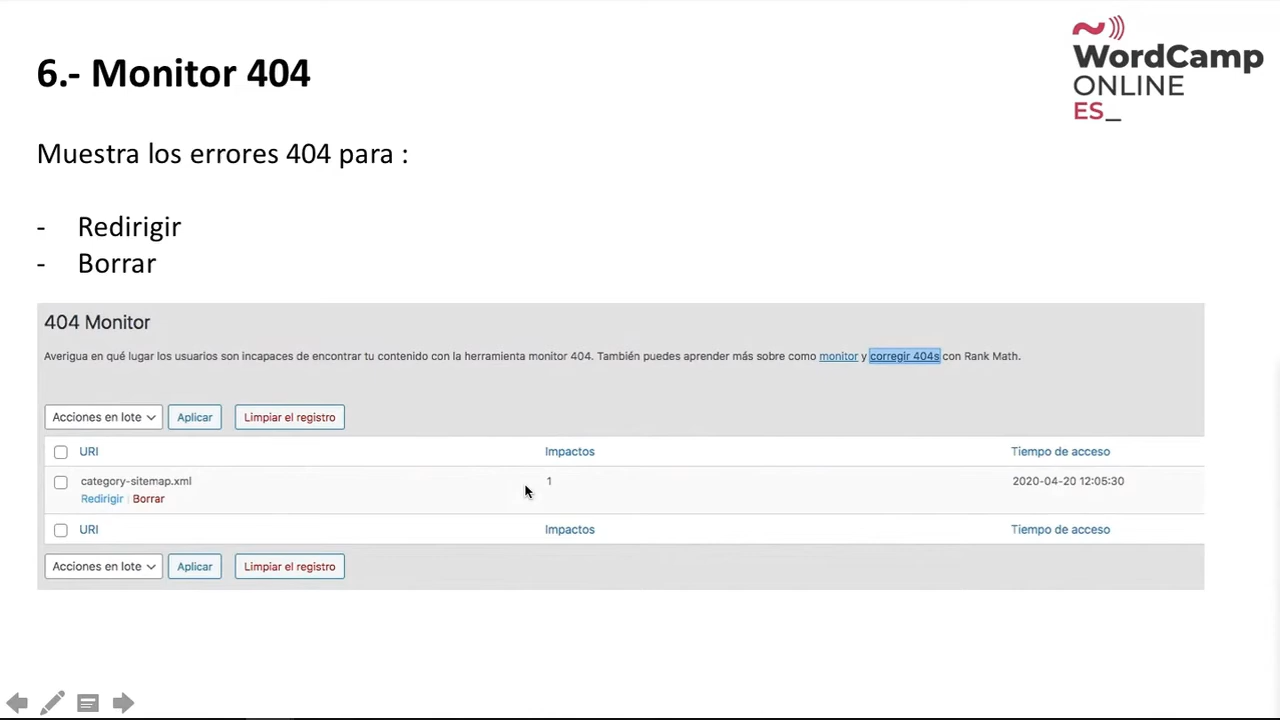 6.- Monitor 404
WordCamp
ONLINE
ES_
Muestra los errores 404 para :
- Redirigir
- Borrar
404 Monitor
Averigua en qué lugar los usuarios son incapaces de encontrar tu contenido con la herramienta monitor 404. También puedes aprender más sobre como monitor y corregir 404s con Rank Math.
Acciones en lote Aplicar Limpiar el registro
URI Impactos Tiempo de acceso
category-sitemap.xml 1 2020-04-20 12:05:30
Redirigir | Borrar
URI Impactos Tiempo de acceso
Acciones en lote Aplicar Limpiar el registro